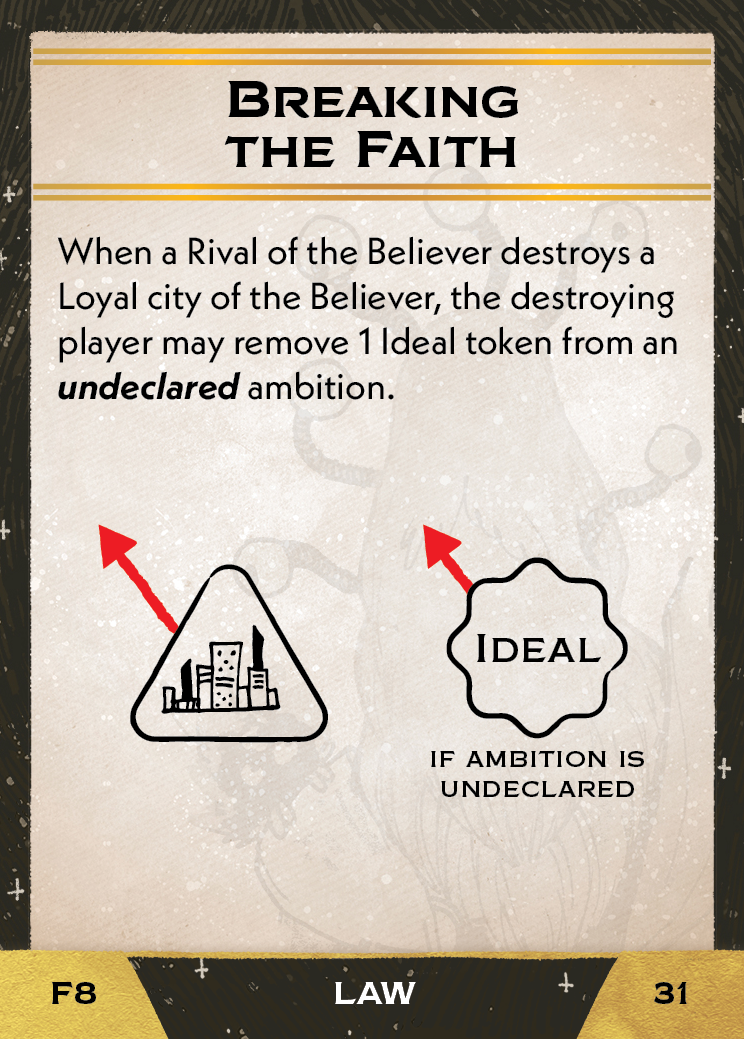 Breaking
the Faith
When a Rival of the Believer destroys a
Loyal city of the Believer, the destroying
player may remove 1 Ideal token from an
undeclared ambition.
Ideal
if ambition is
undeclared
F8
LAW
31